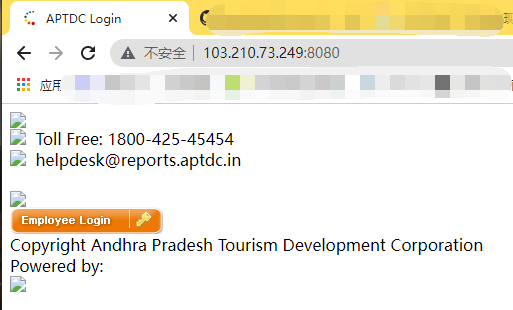 APTDC Login
不安全 | 103.210.73.249:8080
应用
Toll Free: 1800-425-45454
helpdesk@reports.aptdc.in
Employee Login
Copyright Andhra Pradesh Tourism Development Corporation
Powered by: